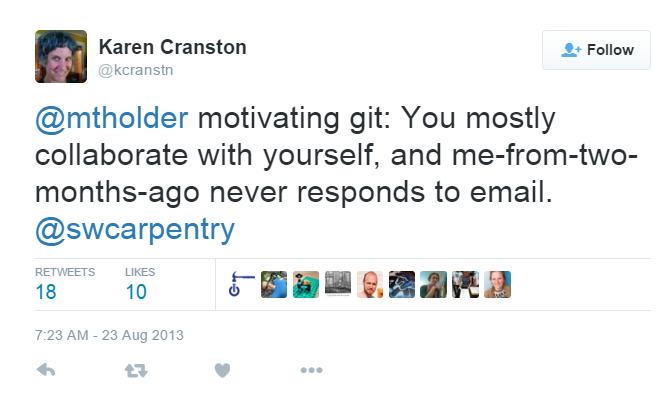 Karen Cranston
Follow
@kcranstn
@mtholder motivating git: You mostly
collaborate with yourself, and me-from-two-
months-ago never responds to email.
@swcarpentry
RETWEETS LIKES
18 10
7:23 AM - 23 Aug 2013